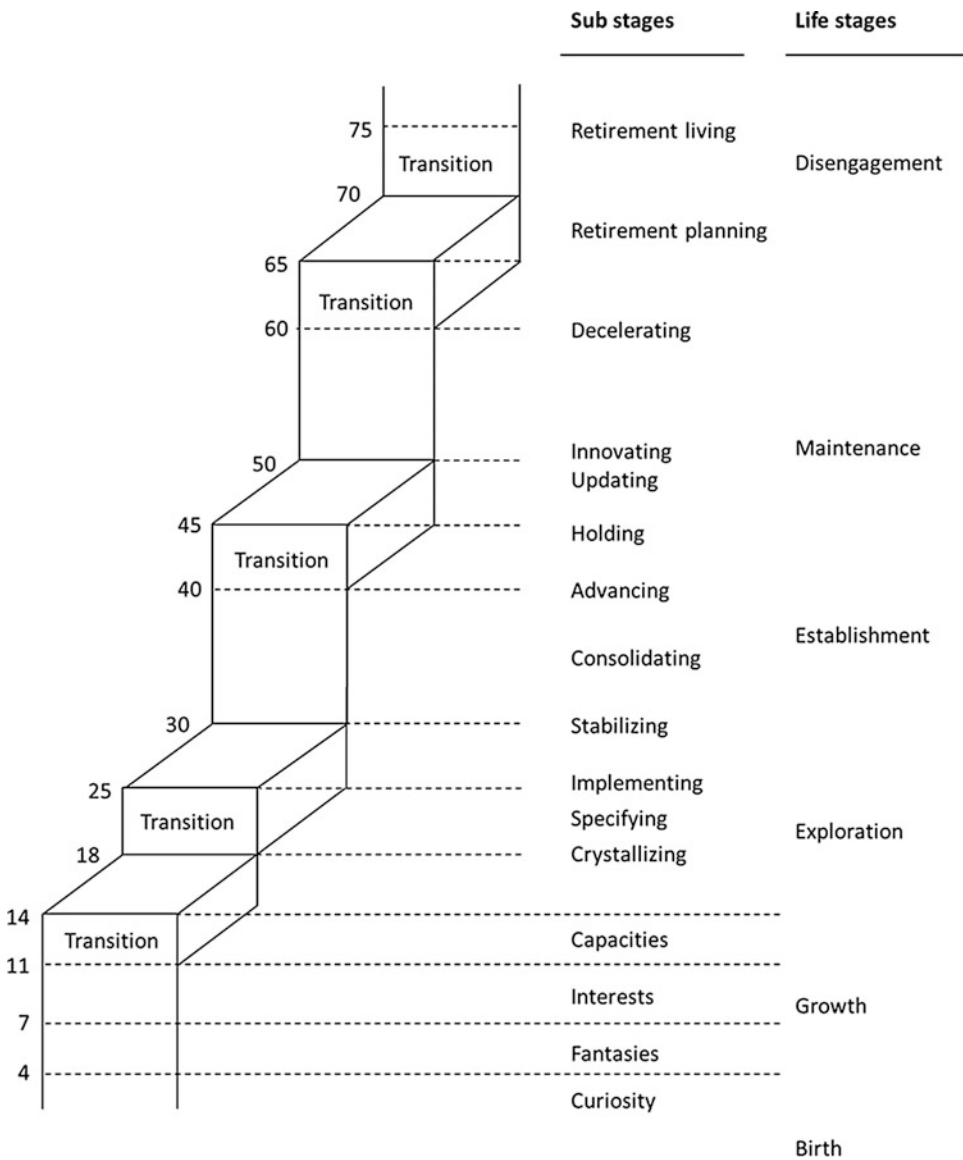 Sub stages
Life stages
75
Retirement living
Transition
Disengagement
70
Retirement planning
65
Transition
60
Decelerating
50
Innovating
Maintenance
Updating
45
Holding
Transition
40
Advancing
Establishment
Consolidating
30
Stabilizing
25
Implementing
Transition
Specifying
Exploration
18
Crystallizing
14
Transition
Capacities
11
Interests
Growth
7
Fantasies
4
Curiosity
Birth